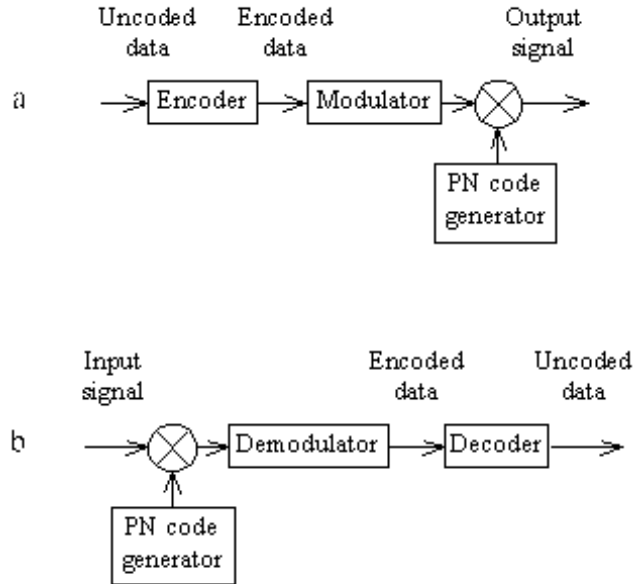 Uncoded
data
Encoded
data
Output
signal
a
Encoder
Modulator
PN code
generator
Input
signal
Encoded
data
Uncoded
data
b
Demodulator
Decoder
PN code
generator